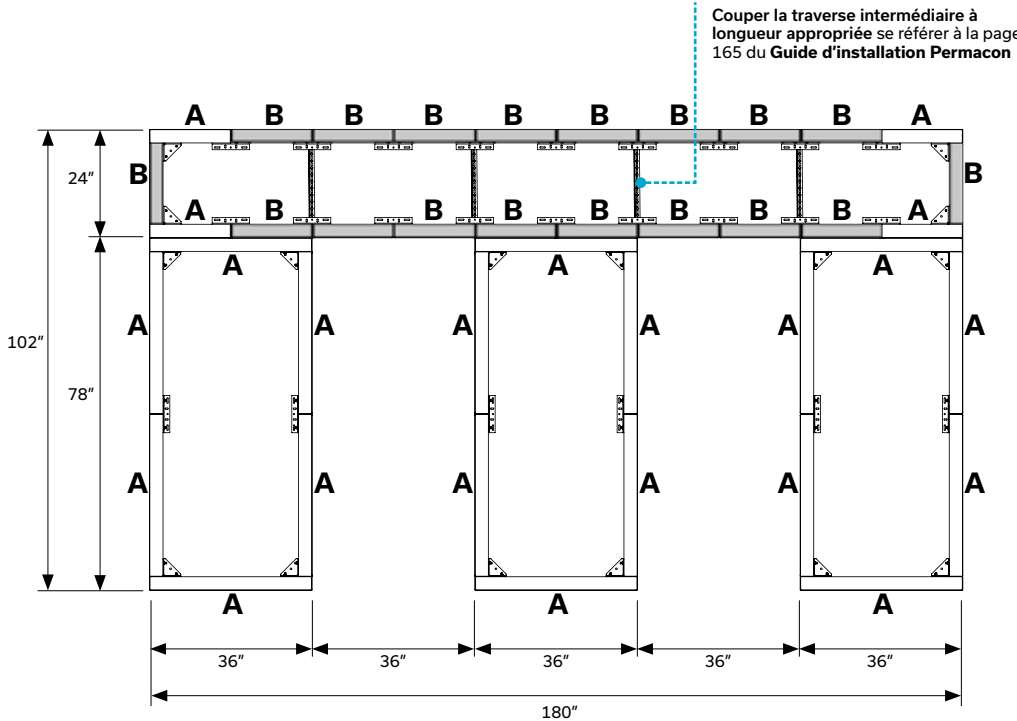 Couper la traverse intermédiaire à
longueur appropriée se référer à la page
165 du Guide d'installation Permacon
A B B B B B B B B A
24"
B B
A B B B B B B B A
A A A
102"
A A A A A A
78"
A A A A A A
A A A
36" 36" 36" 36" 36"
180"